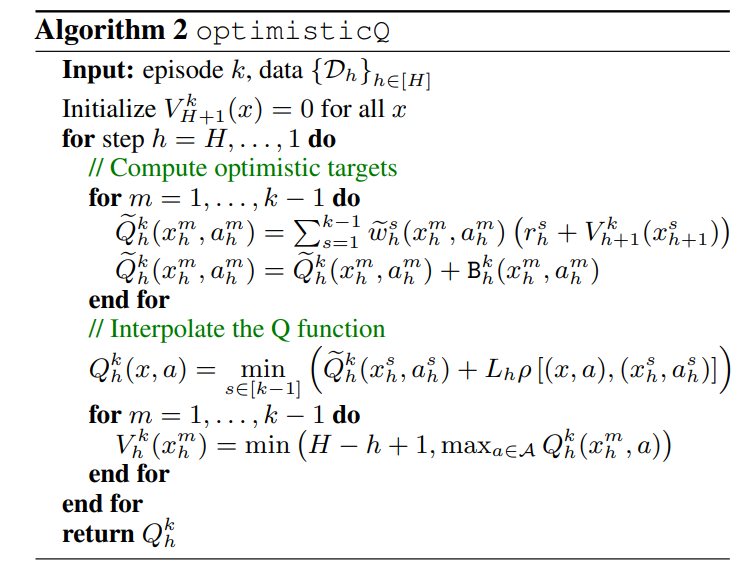 Algorithm 2 optimisticQ
Input: episode $k$, data $\{\mathcal{D}_h\}_{h\in[H]}$
Initialize $V_{H+1}^k(x) = 0$ for all $x$
for step $h = H, \ldots, 1$ do
// Compute optimistic targets
for $m = 1, \ldots, k-1$ do
$\widetilde{Q}_h^k(x_h^m, a_h^m) = \sum_{s=1}^{k-1} \widetilde{w}_h^s(x_h^m, a_h^m) \left(r_h^s + V_{h+1}^k(x_{h+1}^s)\right)$
$\widetilde{Q}_h^k(x_h^m, a_h^m) = \widetilde{Q}_h^k(x_h^m, a_h^m) + \mathtt{B}_h^k(x_h^m, a_h^m)$
end for
// Interpolate the Q function
$Q_h^k(x, a) = \min_{s\in[k-1]} \left(\widetilde{Q}_h^k(x_h^s, a_h^s) + L_h \rho\left[(x, a), (x_h^s, a_h^s)\right]\right)$
for $m = 1, \ldots, k-1$ do
$V_h^k(x_h^m) = \min\left(H - h + 1, \max_{a\in\mathcal{A}} Q_h^k(x_h^m, a)\right)$
end for
end for
return $Q_h^k$